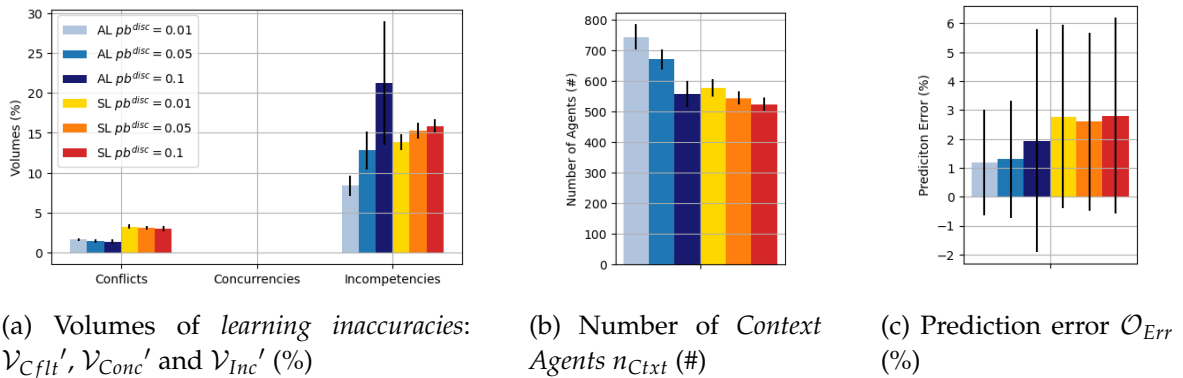 30
25
20
15
10
5
0
Volumes (%)
AL pb^disc = 0.01
AL pb^disc = 0.05
AL pb^disc = 0.1
SL pb^disc = 0.01
SL pb^disc = 0.05
SL pb^disc = 0.1
Conflicts
Concurrencies
Incompetencies
800
700
600
500
400
300
200
100
0
Number of Agents (#)
6
5
4
3
2
1
0
−1
−2
Prediciton Error (%)
(a) Volumes of learning inaccuracies:
𝒱_Cflt′, 𝒱_Conc′ and 𝒱_Inc′ (%)
(b) Number of Context
Agents n_Ctxt (#)
(c) Prediction error 𝒪_Err
(%)